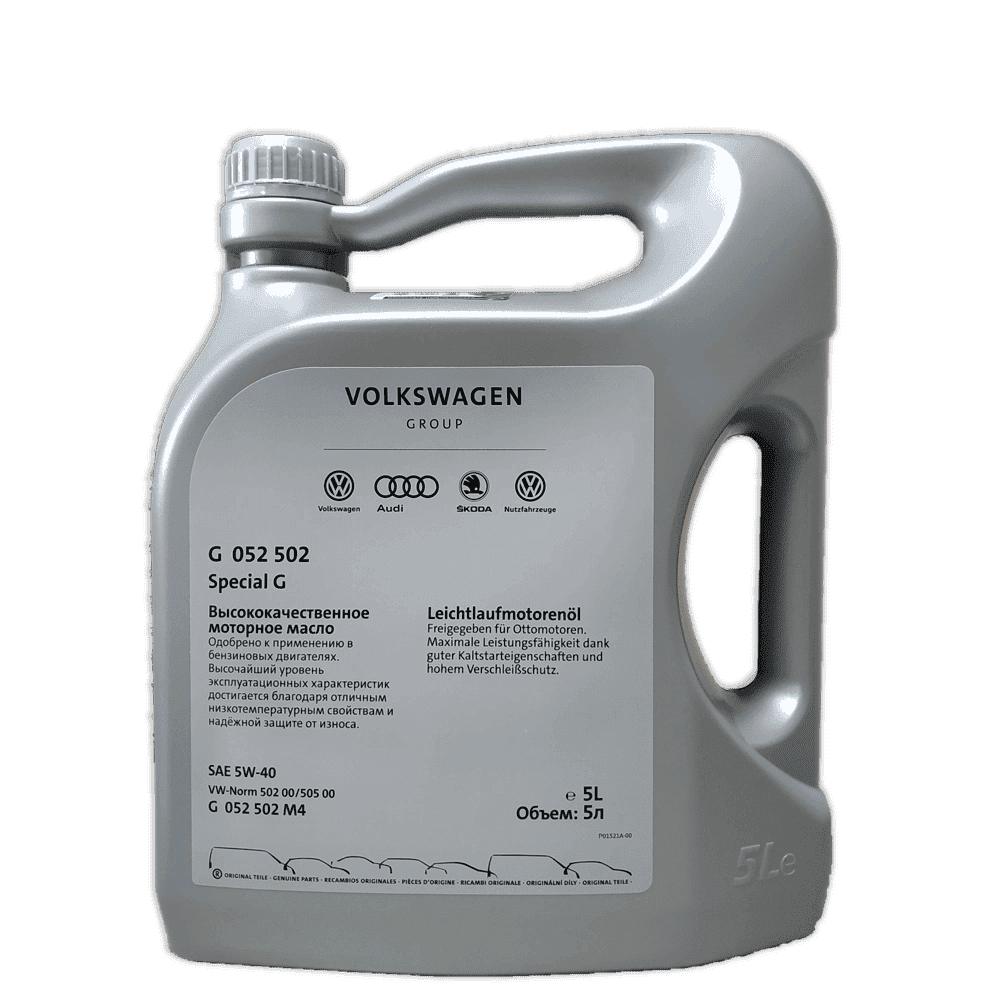 VOLKSWAGEN
GROUP
Volkswagen
Audi
ŠKODA
Nutzfahrzeuge
G 052 502
Special G
Высококачественное
моторное масло
Одобрено к применению в
бензиновых двигателях.
Высочайший уровень
эксплуатационных характеристик
достигается благодаря отличным
низкотемпературным свойствам и
надёжной защите от износа.
Leichtlaufmotorenöl
Freigegeben für Ottomotoren.
Maximale Leistungsfähigkeit dank
guter Kaltstarteigenschaften und
hohem Verschleißschutz.
SAE 5W-40
VW-Norm 502 00/505 00
G 052 502 M4
℮ 5L
Объем: 5л
P01521A-00
® ORIGINAL TEILE · GENUINE PARTS · RECAMBIOS ORIGINALES · PIÈCES D'ORIGINE · RICAMBI ORIGINALE · ORIGINÁLNÍ DÍLY · ORIGINAL TEILE ·
5L℮